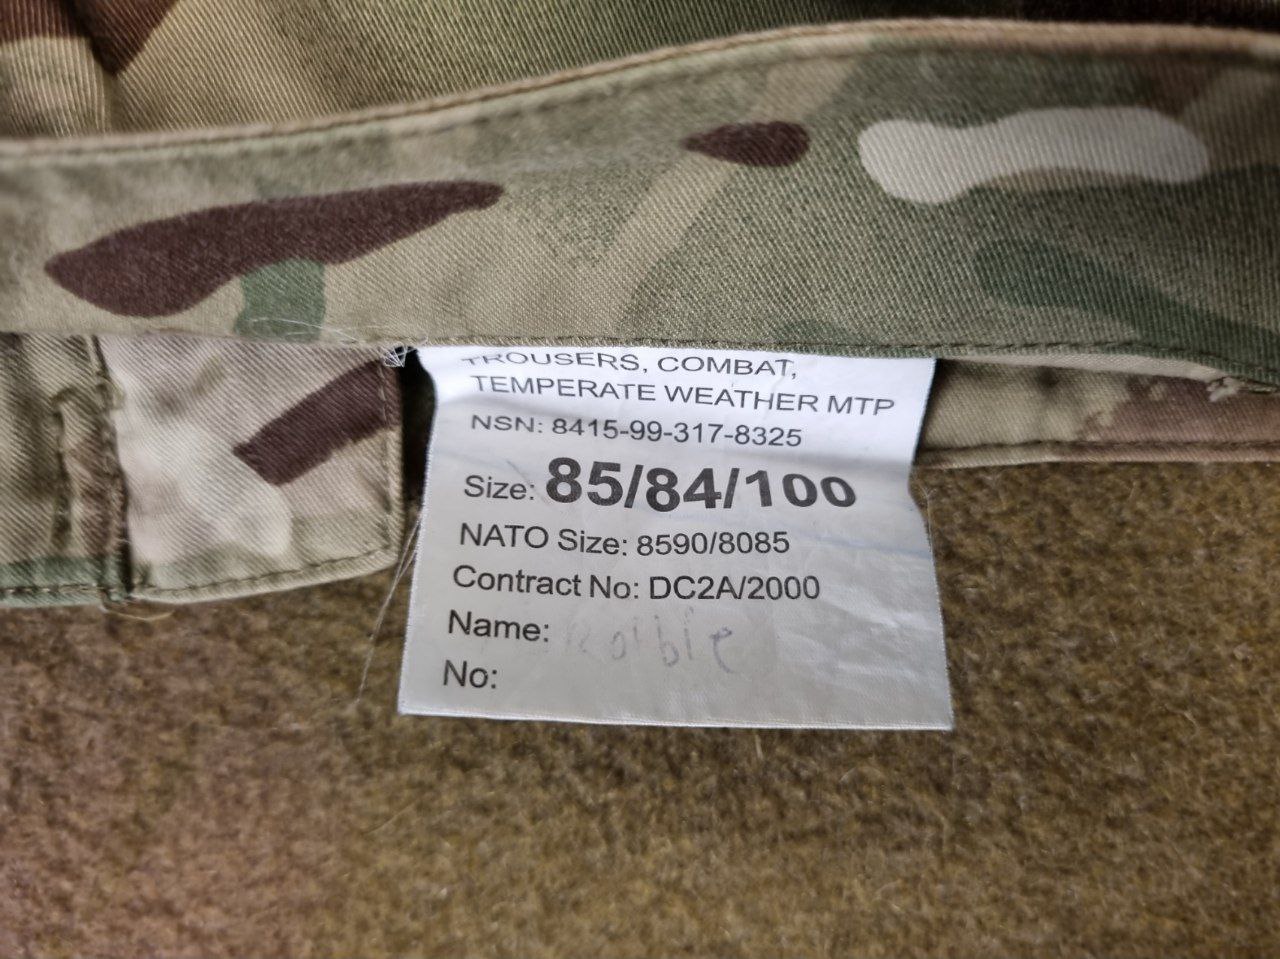 TROUSERS, COMBAT,
TEMPERATE WEATHER MTP
NSN: 8415-99-317-8325
Size: 85/84/100
NATO Size: 8590/8085
Contract No: DC2A/2000
Name:
No: